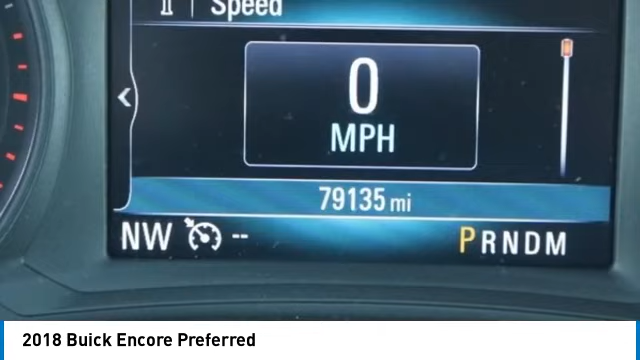 Speed
0
MPH
79135 mi
NW -- PRNDM
2018 Buick Encore Preferred